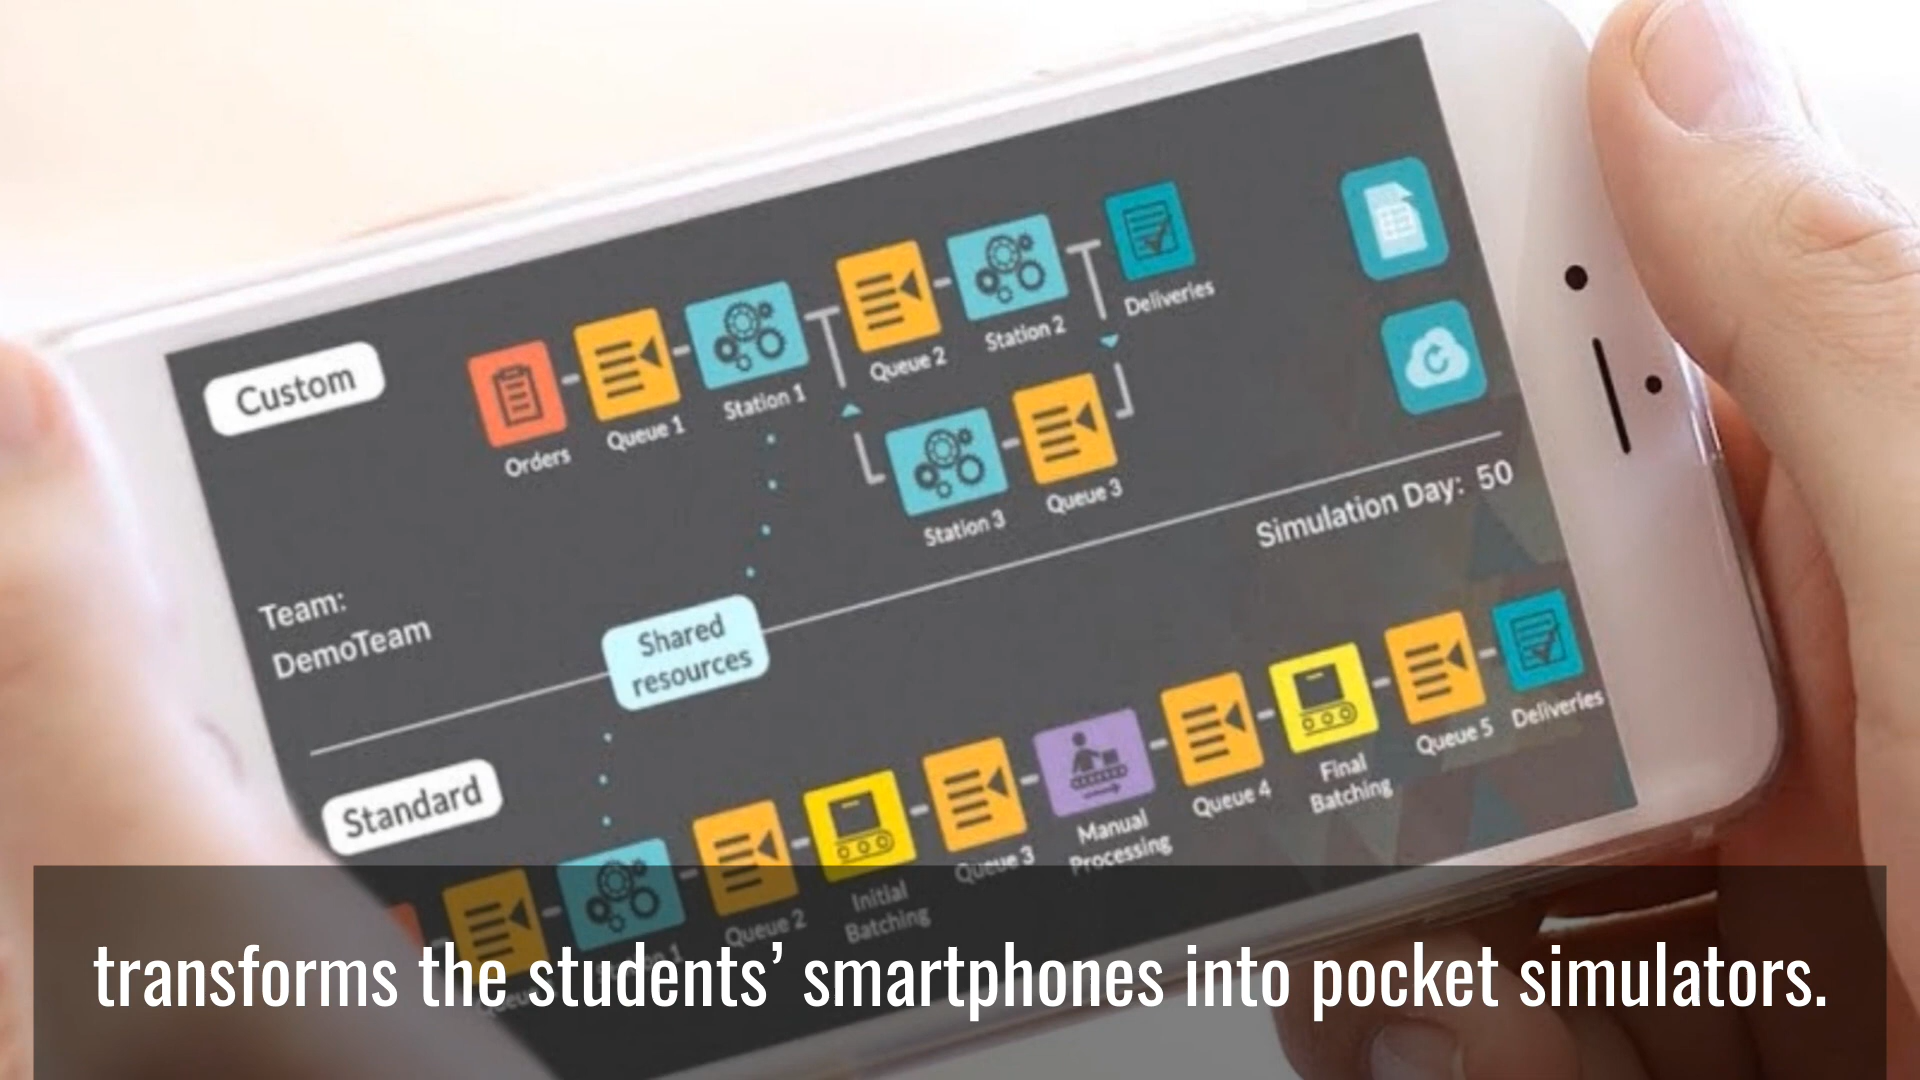 Custom
Orders
Queue 1
Station 1
Queue 2
Station 2
Deliveries
Station 3
Queue 3
Simulation Day: 50
Team:
DemoTeam
Shared
resources
Standard
Station 1
Queue 2
Initial
Batching
Queue 3
Manual
Processing
Queue 4
Final
Batching
Queue 5
Deliveries
transforms the students’ smartphones into pocket simulators.